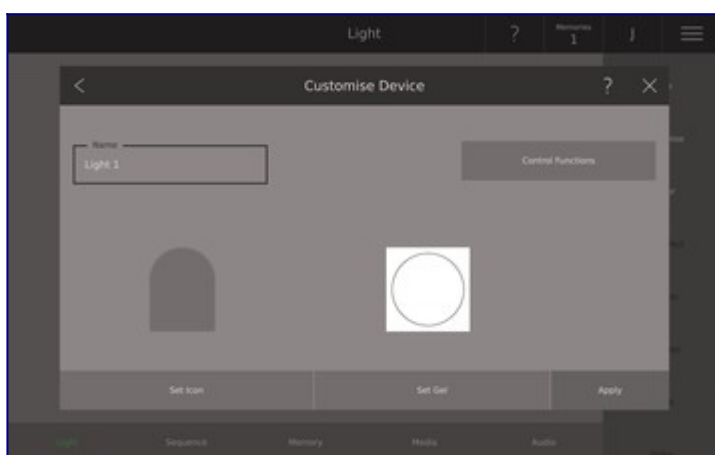 Light
?
Memories
1
<
Customise Device
?
Name
Light 1
Control Functions
Set Icon
Set Gel
Apply
Light
Sequence
Memory
Media
Audio